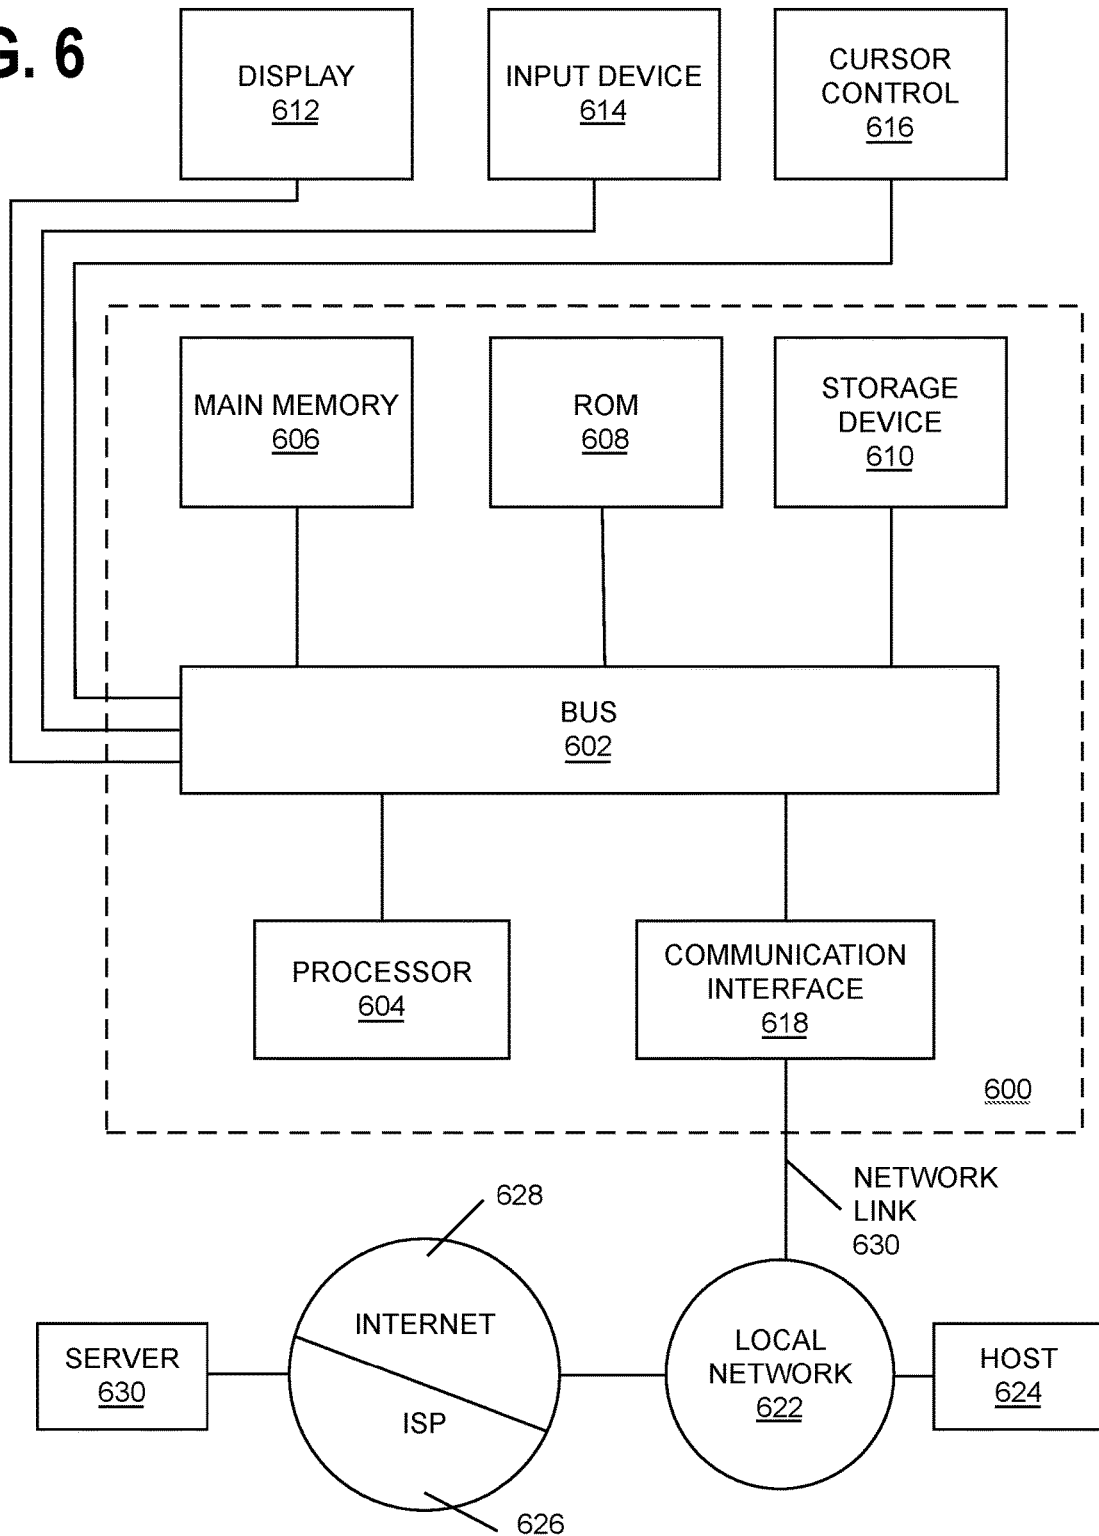 G. 6
DISPLAY
612
INPUT DEVICE
614
CURSOR
CONTROL
616
MAIN MEMORY
606
ROM
608
STORAGE
DEVICE
610
BUS
602
PROCESSOR
604
COMMUNICATION
INTERFACE
618
600
NETWORK
LINK
630
628
INTERNET
ISP
626
SERVER
630
LOCAL
NETWORK
622
HOST
624